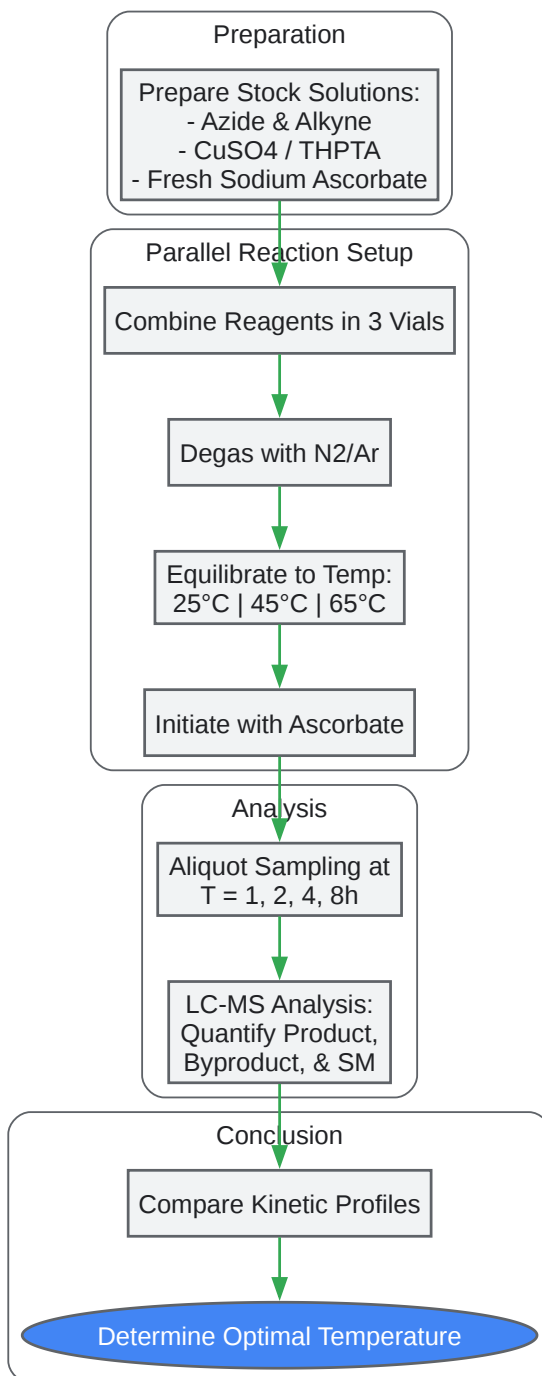 Preparation
Prepare Stock Solutions:
- Azide & Alkyne
- CuSO4 / THPTA
- Fresh Sodium Ascorbate
Parallel Reaction Setup
Combine Reagents in 3 Vials
Degas with N2/Ar
Equilibrate to Temp:
25°C | 45°C | 65°C
Initiate with Ascorbate
Analysis
Aliquot Sampling at
T = 1, 2, 4, 8h
LC-MS Analysis:
Quantify Product,
Byproduct, & SM
Conclusion
Compare Kinetic Profiles
Determine Optimal Temperature